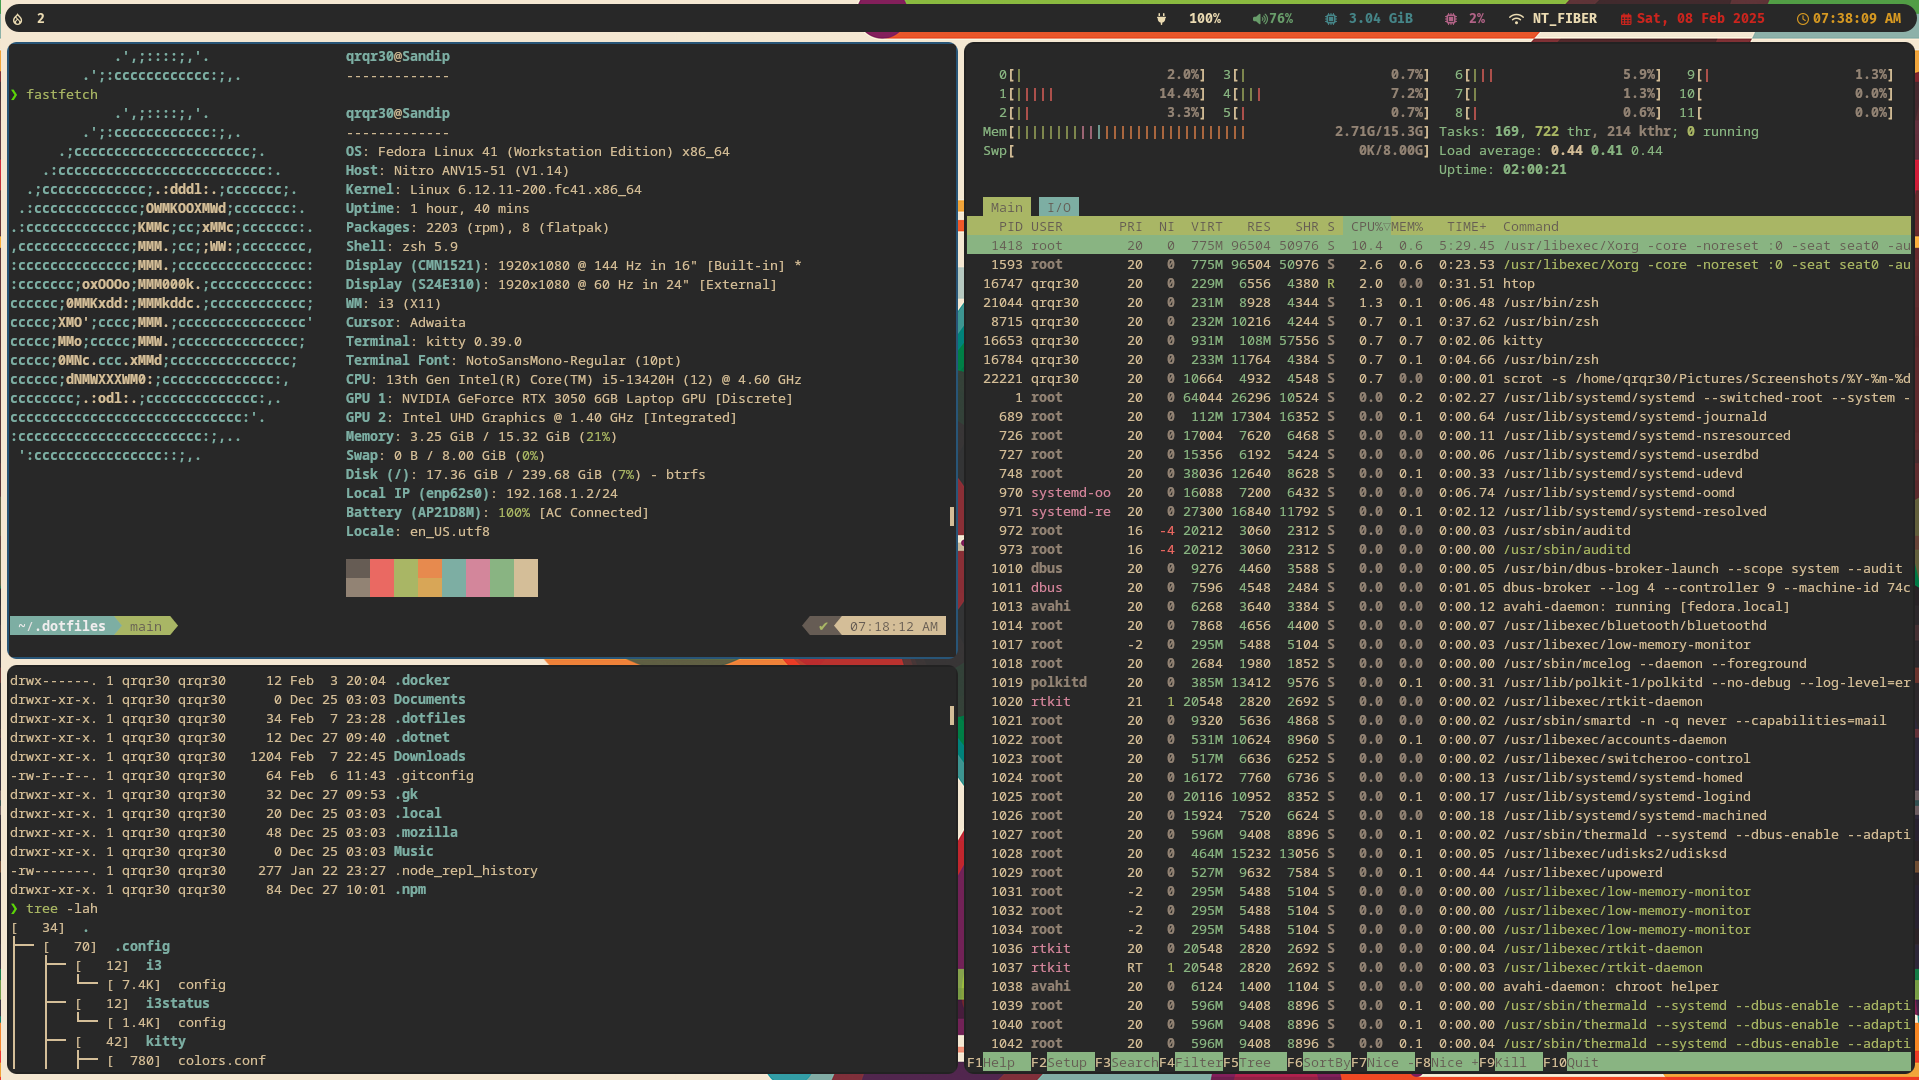 2
100%
76%
3.04 GiB
2%
NT_FIBER
Sat, 08 Feb 2025
07:38:09 AM
.',;::::;,'. qrqr30@Sandip
.';:cccccccccccc:;,. -------------
❯ fastfetch
.',;::::;,'. qrqr30@Sandip
.';:cccccccccccc:;,. -------------
.;cccccccccccccccccccccc;. OS: Fedora Linux 41 (Workstation Edition) x86_64
.:cccccccccccccccccccccccccc:. Host: Nitro ANV15-51 (V1.14)
.;ccccccccccccc;.:dddl:.;ccccccc;. Kernel: Linux 6.12.11-200.fc41.x86_64
.:ccccccccccccc;OWMKOOXMWd;ccccccc:. Uptime: 1 hour, 40 mins
.:ccccccccccccc;KMMc;cc;xMMc;ccccccc:. Packages: 2203 (rpm), 8 (flatpak)
,cccccccccccccc;MMM.;cc;;WW:;cccccccc, Shell: zsh 5.9
:cccccccccccccc;MMM.;cccccccccccccccc: Display (CMN1521): 1920x1080 @ 144 Hz in 16" [Built-in] *
:ccccccc;oxOOOo;MMM000k.;cccccccccccc: Display (S24E310): 1920x1080 @ 60 Hz in 24" [External]
cccccc;0MMKxdd:;MMMkddc.;cccccccccccc; WM: i3 (X11)
ccccc;XMO';cccc;MMM.;cccccccccccccccc' Cursor: Adwaita
ccccc;MMo;ccccc;MMW.;ccccccccccccccc; Terminal: kitty 0.39.0
ccccc;0MNc.ccc.xMMd;ccccccccccccccc; Terminal Font: NotoSansMono-Regular (10pt)
cccccc;dNMWXXXWM0:;cccccccccccccc:, CPU: 13th Gen Intel(R) Core(TM) i5-13420H (12) @ 4.60 GHz
cccccccc;.:odl:.;cccccccccccccc:,. GPU 1: NVIDIA GeForce RTX 3050 6GB Laptop GPU [Discrete]
ccccccccccccccccccccccccccccc:'. GPU 2: Intel UHD Graphics @ 1.40 GHz [Integrated]
:ccccccccccccccccccccccc:;,.. Memory: 3.25 GiB / 15.32 GiB (21%)
':cccccccccccccccc::;,. Swap: 0 B / 8.00 GiB (0%)
Disk (/): 17.36 GiB / 239.68 GiB (7%) - btrfs
Local IP (enp62s0): 192.168.1.2/24
Battery (AP21D8M): 100% [AC Connected]
Locale: en_US.utf8
~/.dotfiles main ✔ 07:18:12 AM
drwx------. 1 qrqr30 qrqr30 12 Feb 3 20:04 .docker
drwxr-xr-x. 1 qrqr30 qrqr30 0 Dec 25 03:03 Documents
drwxr-xr-x. 1 qrqr30 qrqr30 34 Feb 7 23:28 .dotfiles
drwxr-xr-x. 1 qrqr30 qrqr30 12 Dec 27 09:40 .dotnet
drwxr-xr-x. 1 qrqr30 qrqr30 1204 Feb 7 22:45 Downloads
-rw-r--r--. 1 qrqr30 qrqr30 64 Feb 6 11:43 .gitconfig
drwxr-xr-x. 1 qrqr30 qrqr30 32 Dec 27 09:53 .gk
drwxr-xr-x. 1 qrqr30 qrqr30 20 Dec 25 03:03 .local
drwxr-xr-x. 1 qrqr30 qrqr30 48 Dec 25 03:03 .mozilla
drwxr-xr-x. 1 qrqr30 qrqr30 0 Dec 25 03:03 Music
-rw-------. 1 qrqr30 qrqr30 277 Jan 22 23:27 .node_repl_history
drwxr-xr-x. 1 qrqr30 qrqr30 84 Dec 27 10:01 .npm
❯ tree -lah
[ 34] .
├── [ 70] .config
│ ├── [ 12] i3
│ │ └── [ 7.4K] config
│ ├── [ 12] i3status
│ │ └── [ 1.4K] config
│ ├── [ 42] kitty
│ │ ├── [ 780] colors.conf
0[| 2.0%] 3[| 0.7%] 6[||| 5.9%] 9[| 1.3%]
1[||||| 14.4%] 4[||| 7.2%] 7[| 1.3%] 10[ 0.0%]
2[|| 3.3%] 5[| 0.7%] 8[| 0.6%] 11[ 0.0%]
Mem[||||||||||||||||||||||||||||| 2.71G/15.3G] Tasks: 169, 722 thr, 214 kthr; 0 running
Swp[ 0K/8.00G] Load average: 0.44 0.41 0.44
Uptime: 02:00:21
Main I/O
PID USER PRI NI VIRT RES SHR S CPU%▽MEM% TIME+ Command
1418 root 20 0 775M 96504 50976 S 10.4 0.6 5:29.45 /usr/libexec/Xorg -core -noreset :0 -seat seat0 -au
1593 root 20 0 775M 96504 50976 S 2.6 0.6 0:23.53 /usr/libexec/Xorg -core -noreset :0 -seat seat0 -au
16747 qrqr30 20 0 229M 6556 4380 R 2.0 0.0 0:31.51 htop
21044 qrqr30 20 0 231M 8928 4344 S 1.3 0.1 0:06.48 /usr/bin/zsh
8715 qrqr30 20 0 232M 10216 4244 S 0.7 0.1 0:37.62 /usr/bin/zsh
16653 qrqr30 20 0 931M 108M 57556 S 0.7 0.7 0:02.06 kitty
16784 qrqr30 20 0 233M 11764 4384 S 0.7 0.1 0:04.66 /usr/bin/zsh
22221 qrqr30 20 0 10664 4932 4548 S 0.7 0.0 0:00.01 scrot -s /home/qrqr30/Pictures/Screenshots/%Y-%m-%d
1 root 20 0 64044 26296 10524 S 0.0 0.2 0:02.27 /usr/lib/systemd/systemd --switched-root --system -
689 root 20 0 112M 17304 16352 S 0.0 0.1 0:00.64 /usr/lib/systemd/systemd-journald
726 root 20 0 17004 7620 6468 S 0.0 0.0 0:00.11 /usr/lib/systemd/systemd-nsresourced
727 root 20 0 15356 6192 5424 S 0.0 0.0 0:00.06 /usr/lib/systemd/systemd-userdbd
748 root 20 0 38036 12640 8628 S 0.0 0.1 0:00.33 /usr/lib/systemd/systemd-udevd
970 systemd-oo 20 0 16088 7200 6432 S 0.0 0.0 0:06.74 /usr/lib/systemd/systemd-oomd
971 systemd-re 20 0 27300 16840 11792 S 0.0 0.1 0:02.12 /usr/lib/systemd/systemd-resolved
972 root 16 -4 20212 3060 2312 S 0.0 0.0 0:00.03 /usr/sbin/auditd
973 root 16 -4 20212 3060 2312 S 0.0 0.0 0:00.00 /usr/sbin/auditd
1010 dbus 20 0 9276 4460 3588 S 0.0 0.0 0:00.05 /usr/bin/dbus-broker-launch --scope system --audit
1011 dbus 20 0 7596 4548 2484 S 0.0 0.0 0:01.05 dbus-broker --log 4 --controller 9 --machine-id 74c
1013 avahi 20 0 6268 3640 3384 S 0.0 0.0 0:00.12 avahi-daemon: running [fedora.local]
1014 root 20 0 7868 4656 4400 S 0.0 0.0 0:00.07 /usr/libexec/bluetooth/bluetoothd
1017 root -2 0 295M 5488 5104 S 0.0 0.0 0:00.03 /usr/libexec/low-memory-monitor
1018 root 20 0 2684 1980 1852 S 0.0 0.0 0:00.00 /usr/sbin/mcelog --daemon --foreground
1019 polkitd 20 0 385M 13412 9576 S 0.0 0.1 0:00.31 /usr/lib/polkit-1/polkitd --no-debug --log-level=er
1020 rtkit 21 1 20548 2820 2692 S 0.0 0.0 0:00.02 /usr/libexec/rtkit-daemon
1021 root 20 0 9320 5636 4868 S 0.0 0.0 0:00.02 /usr/sbin/smartd -n -q never --capabilities=mail
1022 root 20 0 531M 10624 8960 S 0.0 0.1 0:00.07 /usr/libexec/accounts-daemon
1023 root 20 0 517M 6636 6252 S 0.0 0.0 0:00.02 /usr/libexec/switcheroo-control
1024 root 20 0 16172 7760 6736 S 0.0 0.0 0:00.13 /usr/lib/systemd/systemd-homed
1025 root 20 0 20116 10952 8352 S 0.0 0.1 0:00.17 /usr/lib/systemd/systemd-logind
1026 root 20 0 15924 7520 6624 S 0.0 0.0 0:00.18 /usr/lib/systemd/systemd-machined
1027 root 20 0 596M 9408 8896 S 0.0 0.1 0:00.02 /usr/sbin/thermald --systemd --dbus-enable --adapti
1028 root 20 0 464M 15232 13056 S 0.0 0.1 0:00.05 /usr/libexec/udisks2/udisksd
1029 root 20 0 527M 9632 7584 S 0.0 0.1 0:00.44 /usr/libexec/upowerd
1031 root -2 0 295M 5488 5104 S 0.0 0.0 0:00.00 /usr/libexec/low-memory-monitor
1032 root -2 0 295M 5488 5104 S 0.0 0.0 0:00.00 /usr/libexec/low-memory-monitor
1034 root -2 0 295M 5488 5104 S 0.0 0.0 0:00.00 /usr/libexec/low-memory-monitor
1036 rtkit 20 0 20548 2820 2692 S 0.0 0.0 0:00.04 /usr/libexec/rtkit-daemon
1037 rtkit RT 1 20548 2820 2692 S 0.0 0.0 0:00.03 /usr/libexec/rtkit-daemon
1038 avahi 20 0 6124 1400 1104 S 0.0 0.0 0:00.00 avahi-daemon: chroot helper
1039 root 20 0 596M 9408 8896 S 0.0 0.1 0:00.00 /usr/sbin/thermald --systemd --dbus-enable --adapti
1040 root 20 0 596M 9408 8896 S 0.0 0.1 0:00.00 /usr/sbin/thermald --systemd --dbus-enable --adapti
1042 root 20 0 596M 9408 8896 S 0.0 0.1 0:00.04 /usr/sbin/thermald --systemd --dbus-enable --adapti
F1Help F2Setup F3SearchF4FilterF5Tree F6SortByF7Nice -F8Nice +F9Kill F10Quit